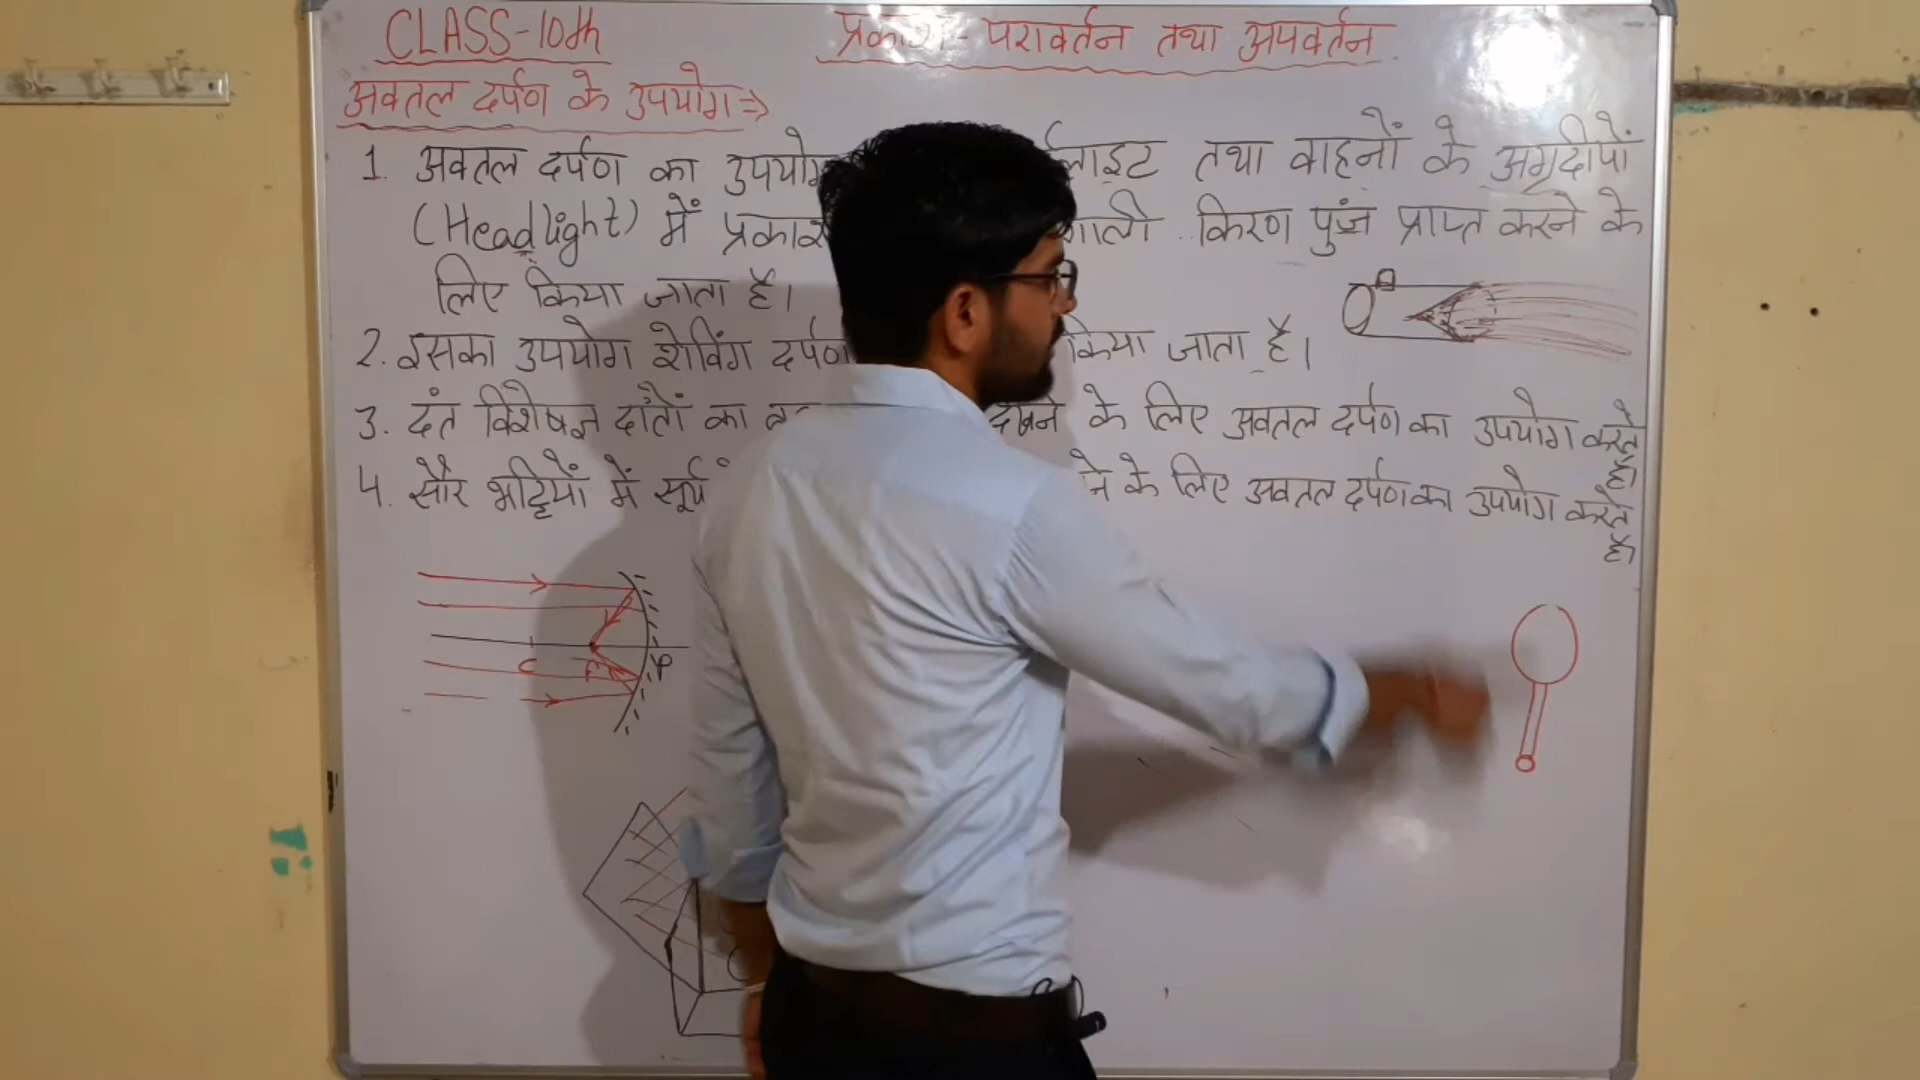 CLASS-10th
प्रकाश - परावर्तन तथा अपवर्तन
अवतल दर्पण के उपयोग ⇒
1. अवतल दर्पण का उपयोग लाइट तथा वाहनों के अग्रदीपों
(Headlight) में प्रकाश शाली किरण पुंज प्राप्त करने के
लिए किया जाता है।
2. इसका उपयोग शेविंग दर्पण किया जाता है।
3. दंत विशेषज्ञ दाँतों का देखने के लिए अवतल दर्पण का उपयोग करते हैं।
4. सौर भट्टियों में सूर्य के लिए अवतल दर्पण का उपयोग करते हैं।
C F P